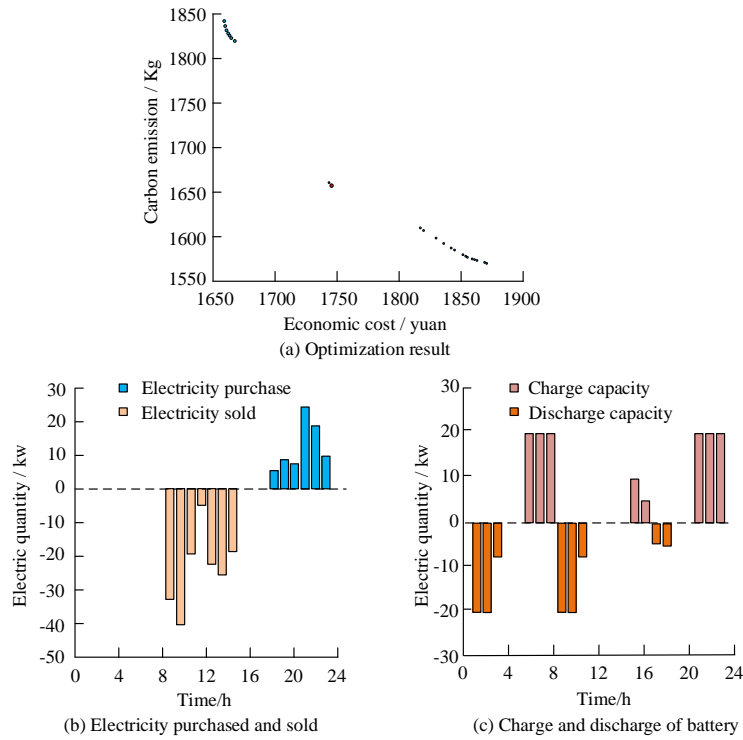 1850
1800
1700
1650
1600
1550
Carbon emission / Kg
1650 1700 1750 1800 1850 1900
Economic cost / yuan
(a) Optimization result
30
20
10
0
-10
-20
-30
-40
-50
Electric quantity / kw
Electricity purchase
Electricity sold
0 4 8 12 16 20 24
Time/h
(b) Electricity purchased and sold
30
20
10
0
-10
-20
-30
Electric quantity / kw
Charge capacity
Discharge capacity
0 4 8 12 16 20 24
Time/h
(c) Charge and discharge of battery